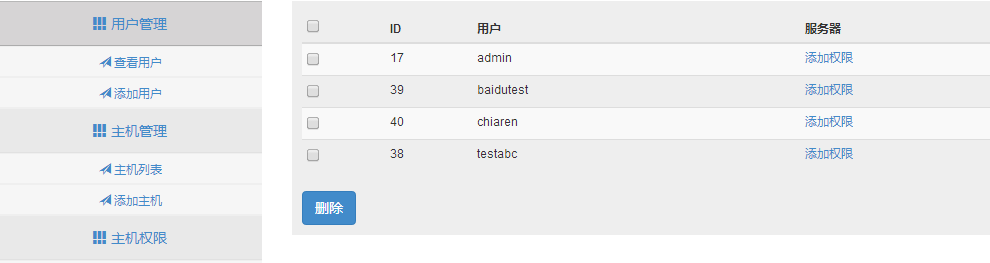 用户管理
查看用户
添加用户
主机管理
主机列表
添加主机
主机权限
ID 用户 服务器
17 admin 添加权限
39 baidutest 添加权限
40 chiaren 添加权限
38 testabc 添加权限
删除